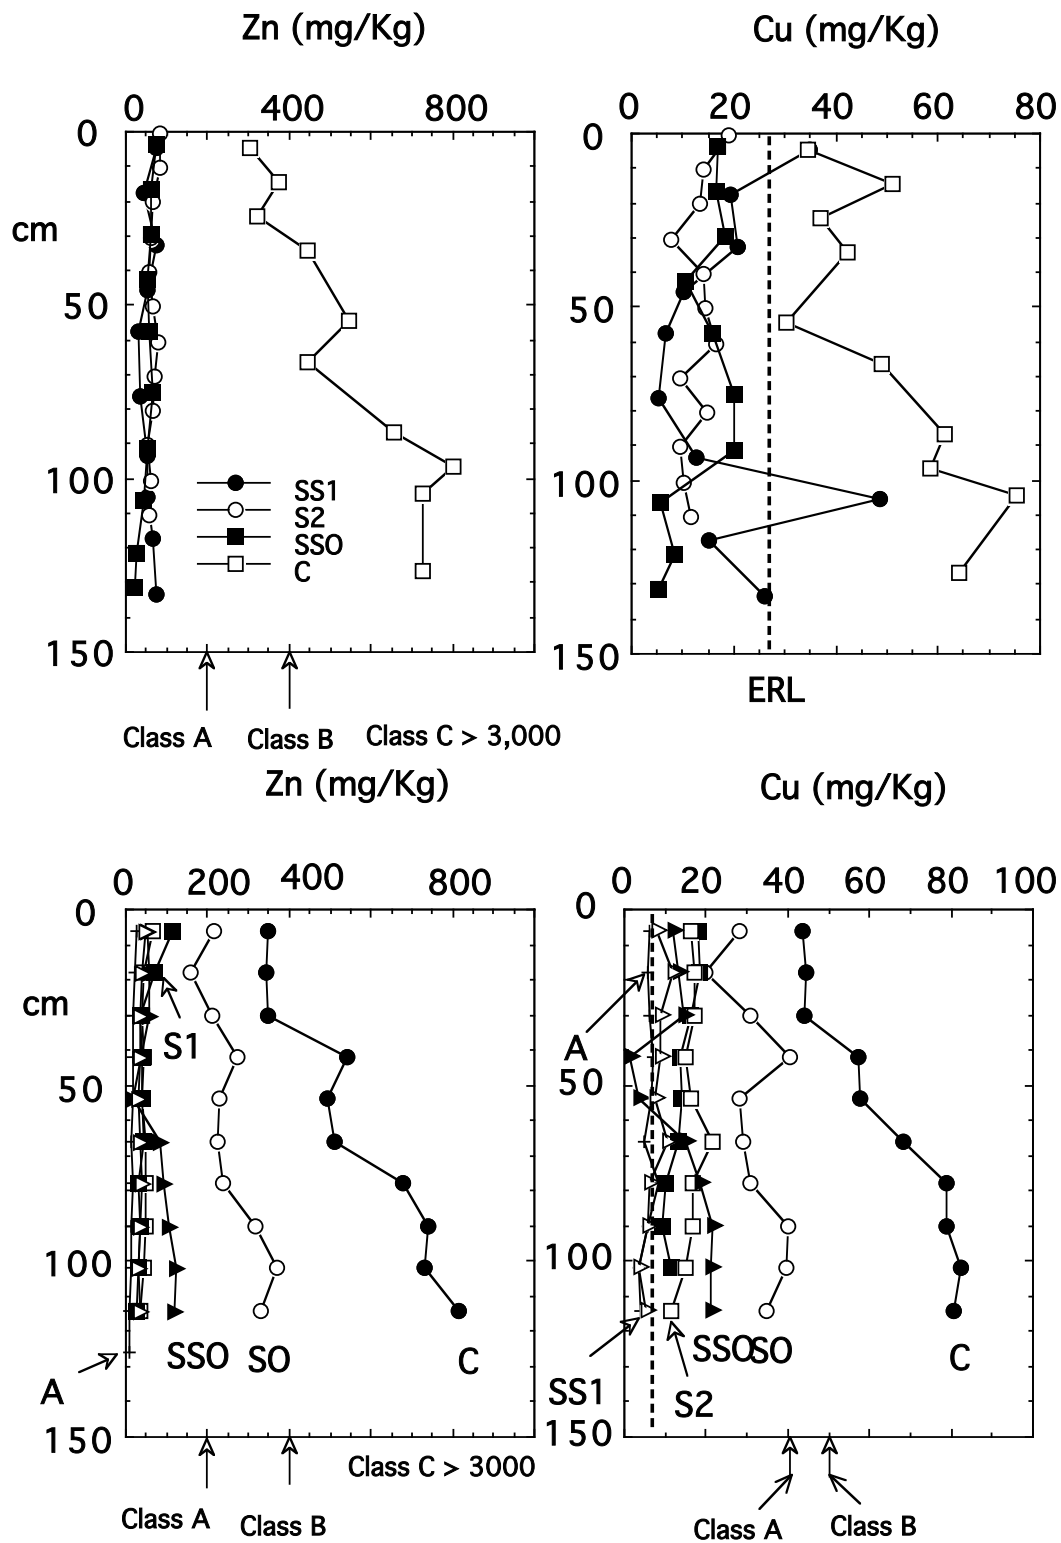 Zn (mg/Kg)
Cu (mg/Kg)
0 400 800
0 20 40 60 80
0
cm
50
100
150
SS1
S2
SSO
C
0
50
100
150
ERL
Class A
Class B
Class C > 3,000
Zn (mg/Kg)
Cu (mg/Kg)
0 200 400 800
0 20 40 60 80 100
0
cm
50
100
150
S1
SSO
SO
C
A
0
50
100
150
A
SSO
SO
C
SS1
S2
Class C > 3000
Class A
Class B
Class A
Class B